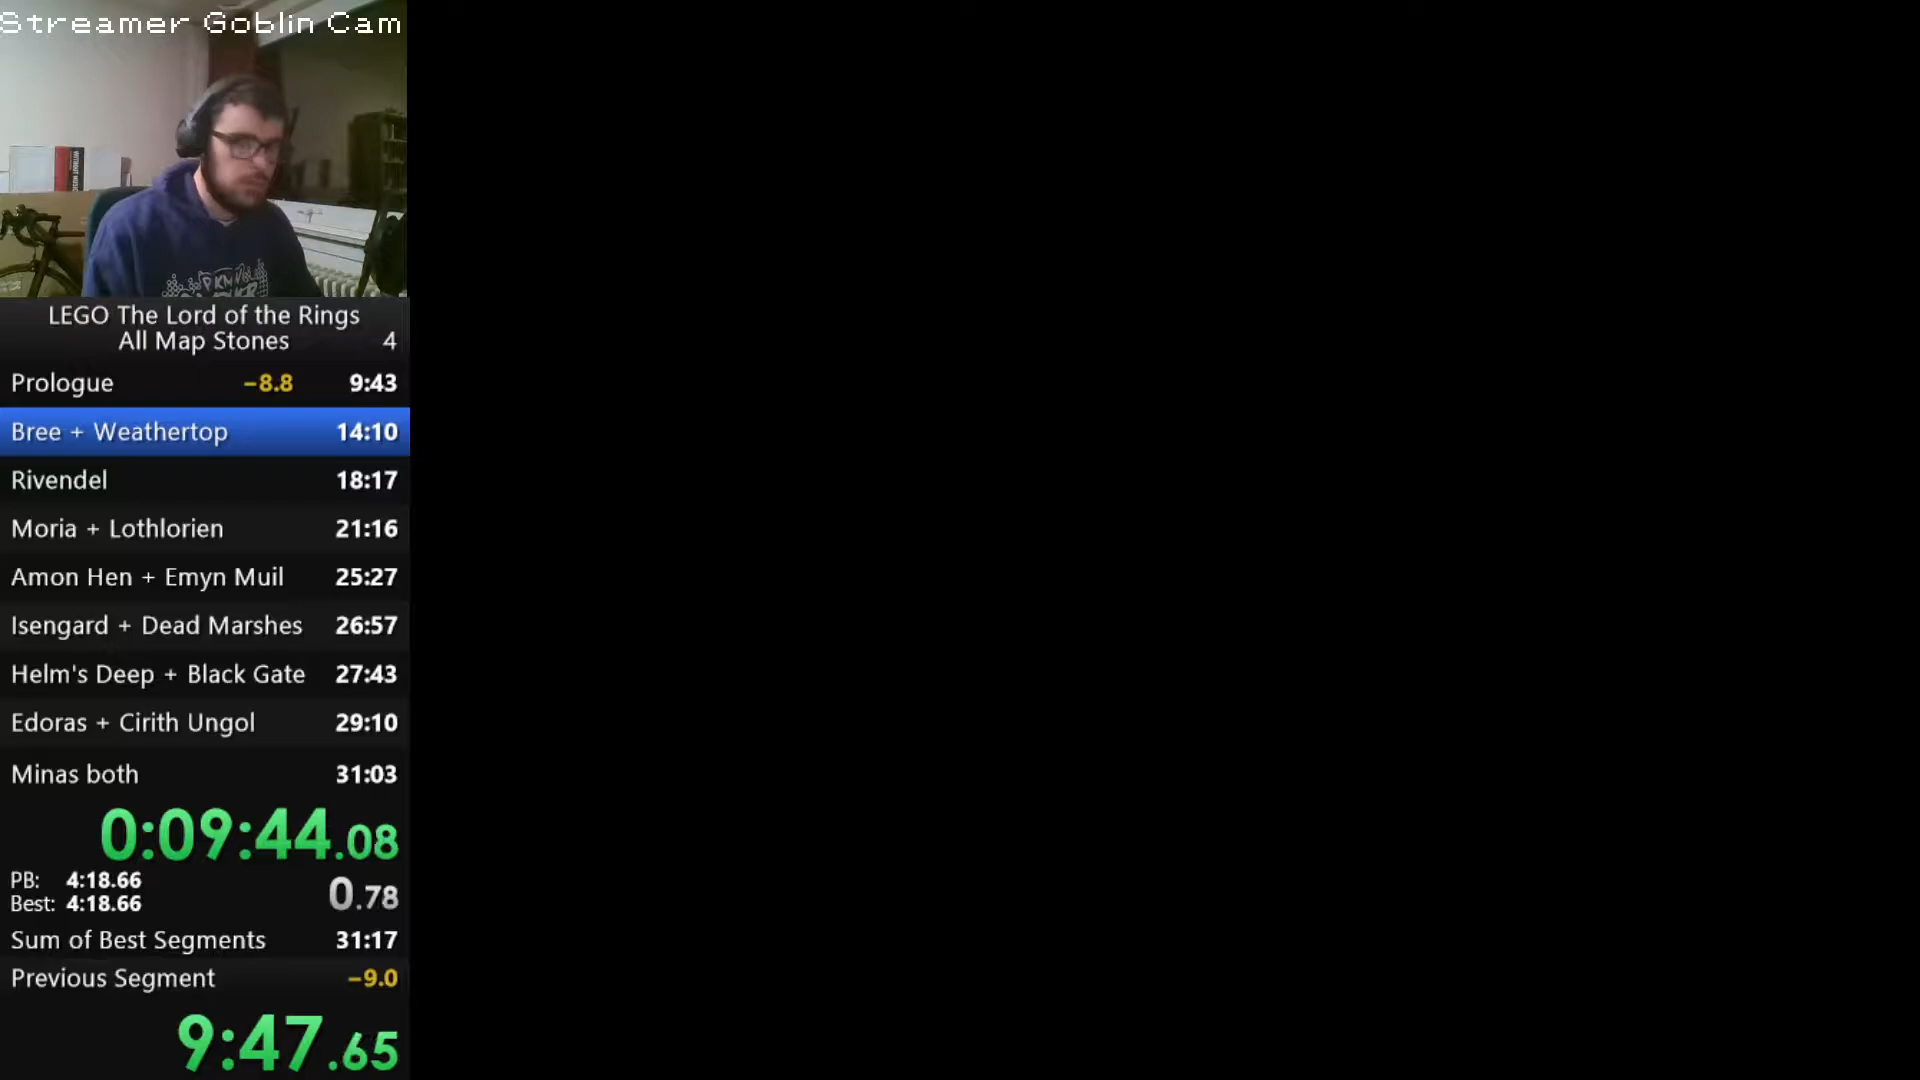 Streamer Goblin Cam
LEGO The Lord of the Rings
All Map Stones 4
Prologue −8.8 9:43
Bree + Weathertop 14:10
Rivendel 18:17
Moria + Lothlorien 21:16
Amon Hen + Emyn Muil 25:27
Isengard + Dead Marshes 26:57
Helm's Deep + Black Gate 27:43
Edoras + Cirith Ungol 29:10
Minas both 31:03
0:09:44.08
PB: 4:18.66
Best: 4:18.66
0.78
Sum of Best Segments 31:17
Previous Segment −9.0
9:47.65